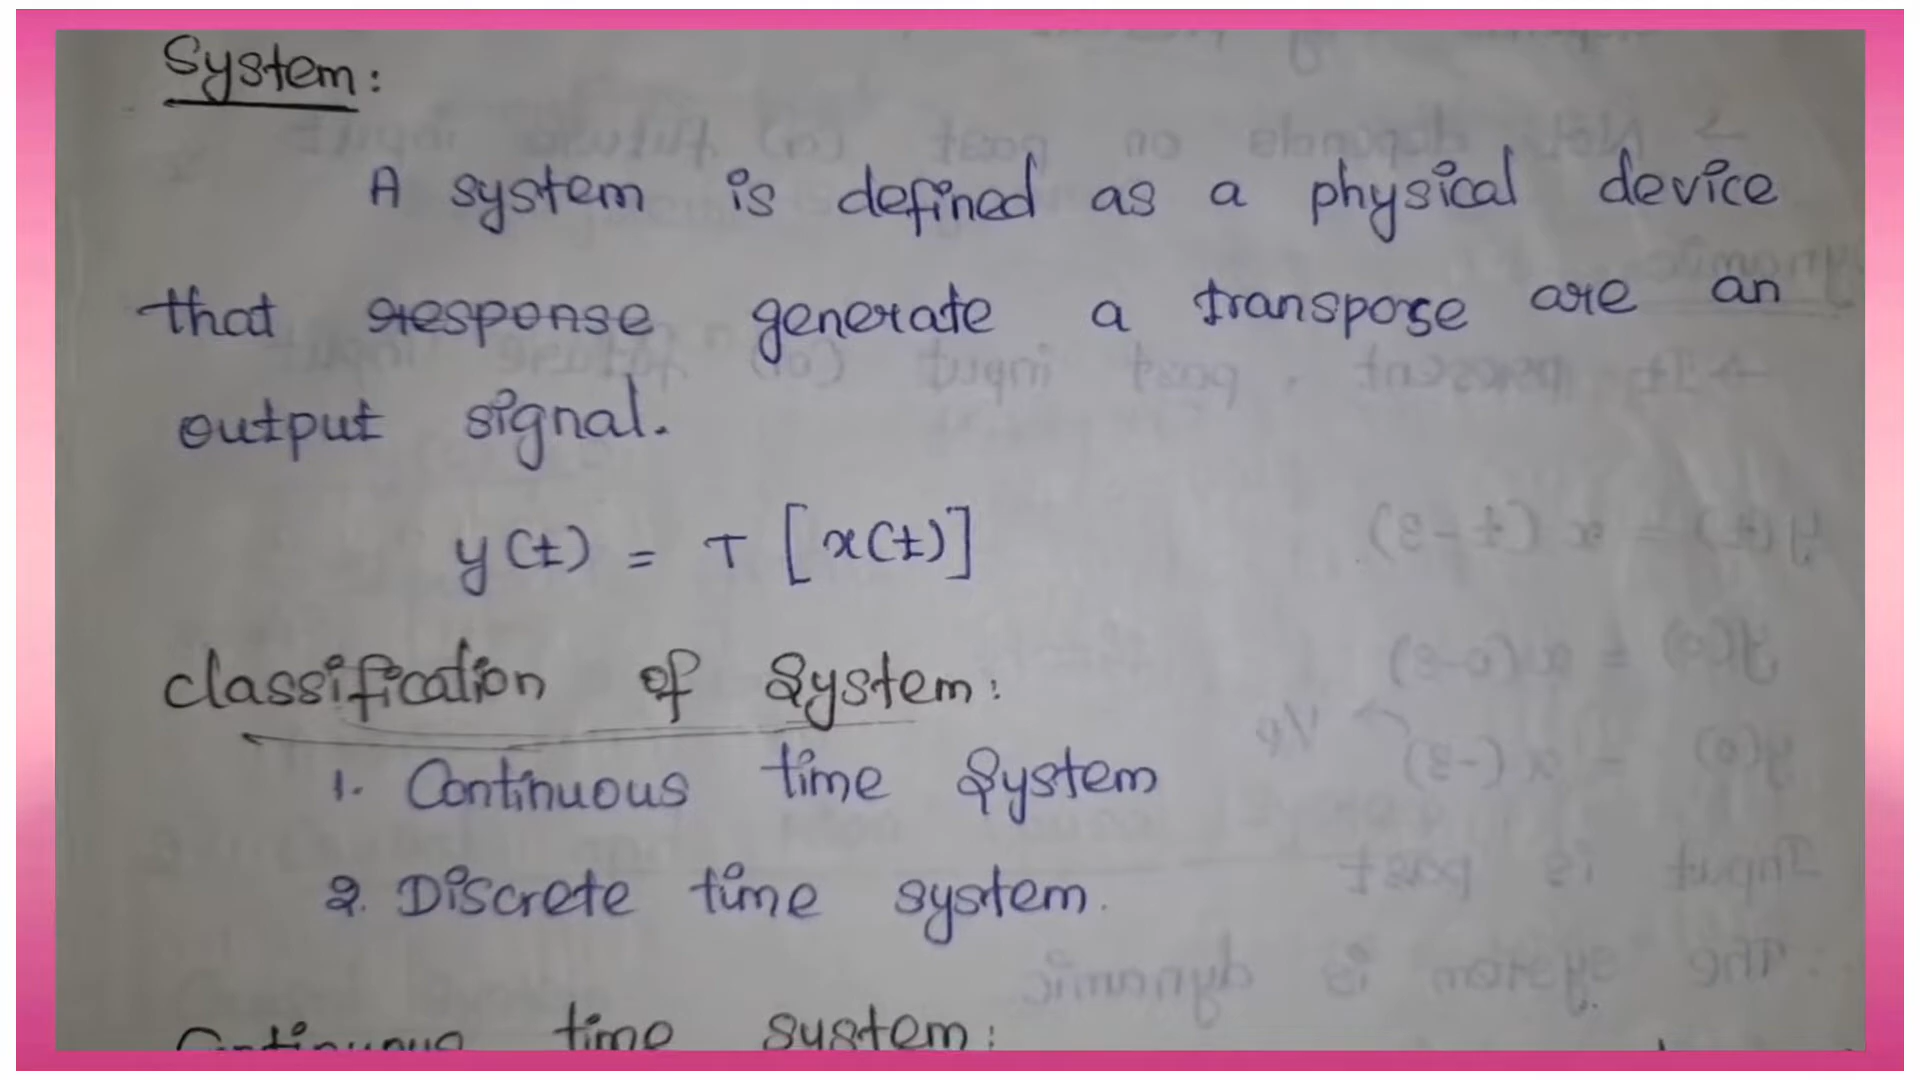 System:
A system is defined as a physical device
that response generate a transpose are an
output signal.
y(t) = T [x(t)]
classification of System:
1. Continuous time System
2. Discrete time system.
Continuous time system: